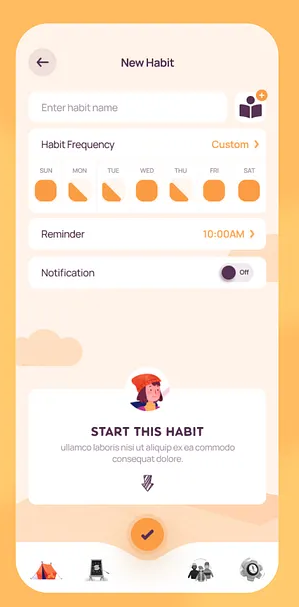 New Habit
Enter habit name
Habit Frequency
Custom
SUN MON TUE WED THU FRI SAT
Reminder
10:00AM
Notification
Off
START THIS HABIT
ullamco laboris nisi ut aliquip ex ea commodo
consequat dolore.